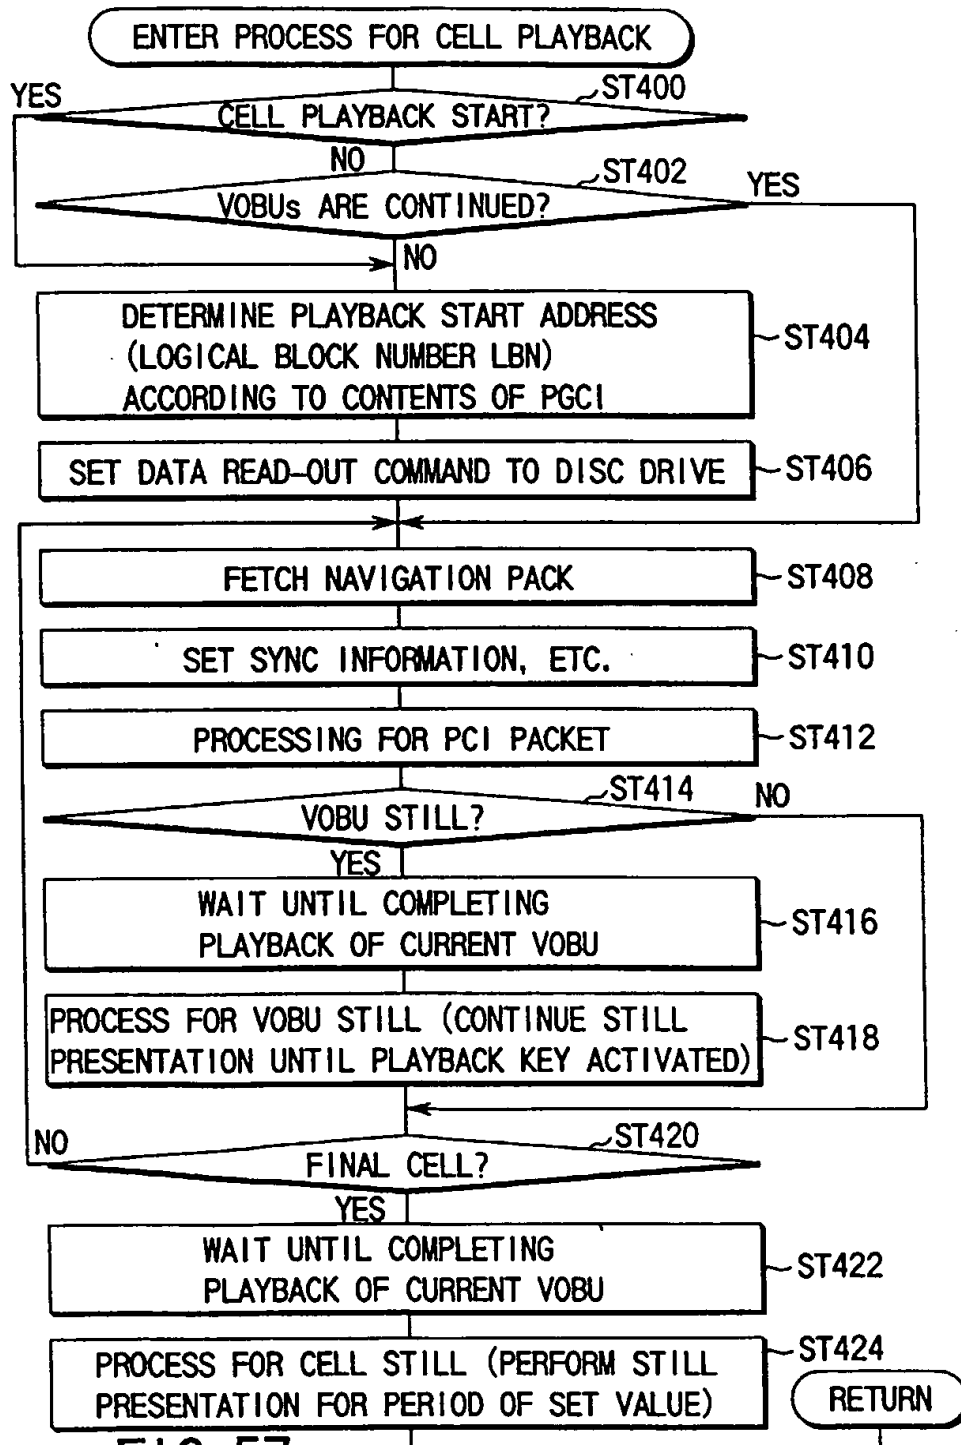 ENTER PROCESS FOR CELL PLAYBACK
ST400
YES
CELL PLAYBACK START?
NO
ST402
YES
VOBUs ARE CONTINUED?
NO
DETERMINE PLAYBACK START ADDRESS
(LOGICAL BLOCK NUMBER LBN)
ACCORDING TO CONTENTS OF PGCI
ST404
SET DATA READ-OUT COMMAND TO DISC DRIVE
ST406
FETCH NAVIGATION PACK
ST408
SET SYNC INFORMATION, ETC.
ST410
PROCESSING FOR PCI PACKET
ST412
ST414
NO
VOBU STILL?
YES
WAIT UNTIL COMPLETING
PLAYBACK OF CURRENT VOBU
ST416
PROCESS FOR VOBU STILL (CONTINUE STILL
PRESENTATION UNTIL PLAYBACK KEY ACTIVATED)
ST418
ST420
NO
FINAL CELL?
YES
WAIT UNTIL COMPLETING
PLAYBACK OF CURRENT VOBU
ST422
PROCESS FOR CELL STILL (PERFORM STILL
PRESENTATION FOR PERIOD OF SET VALUE)
ST424
RETURN